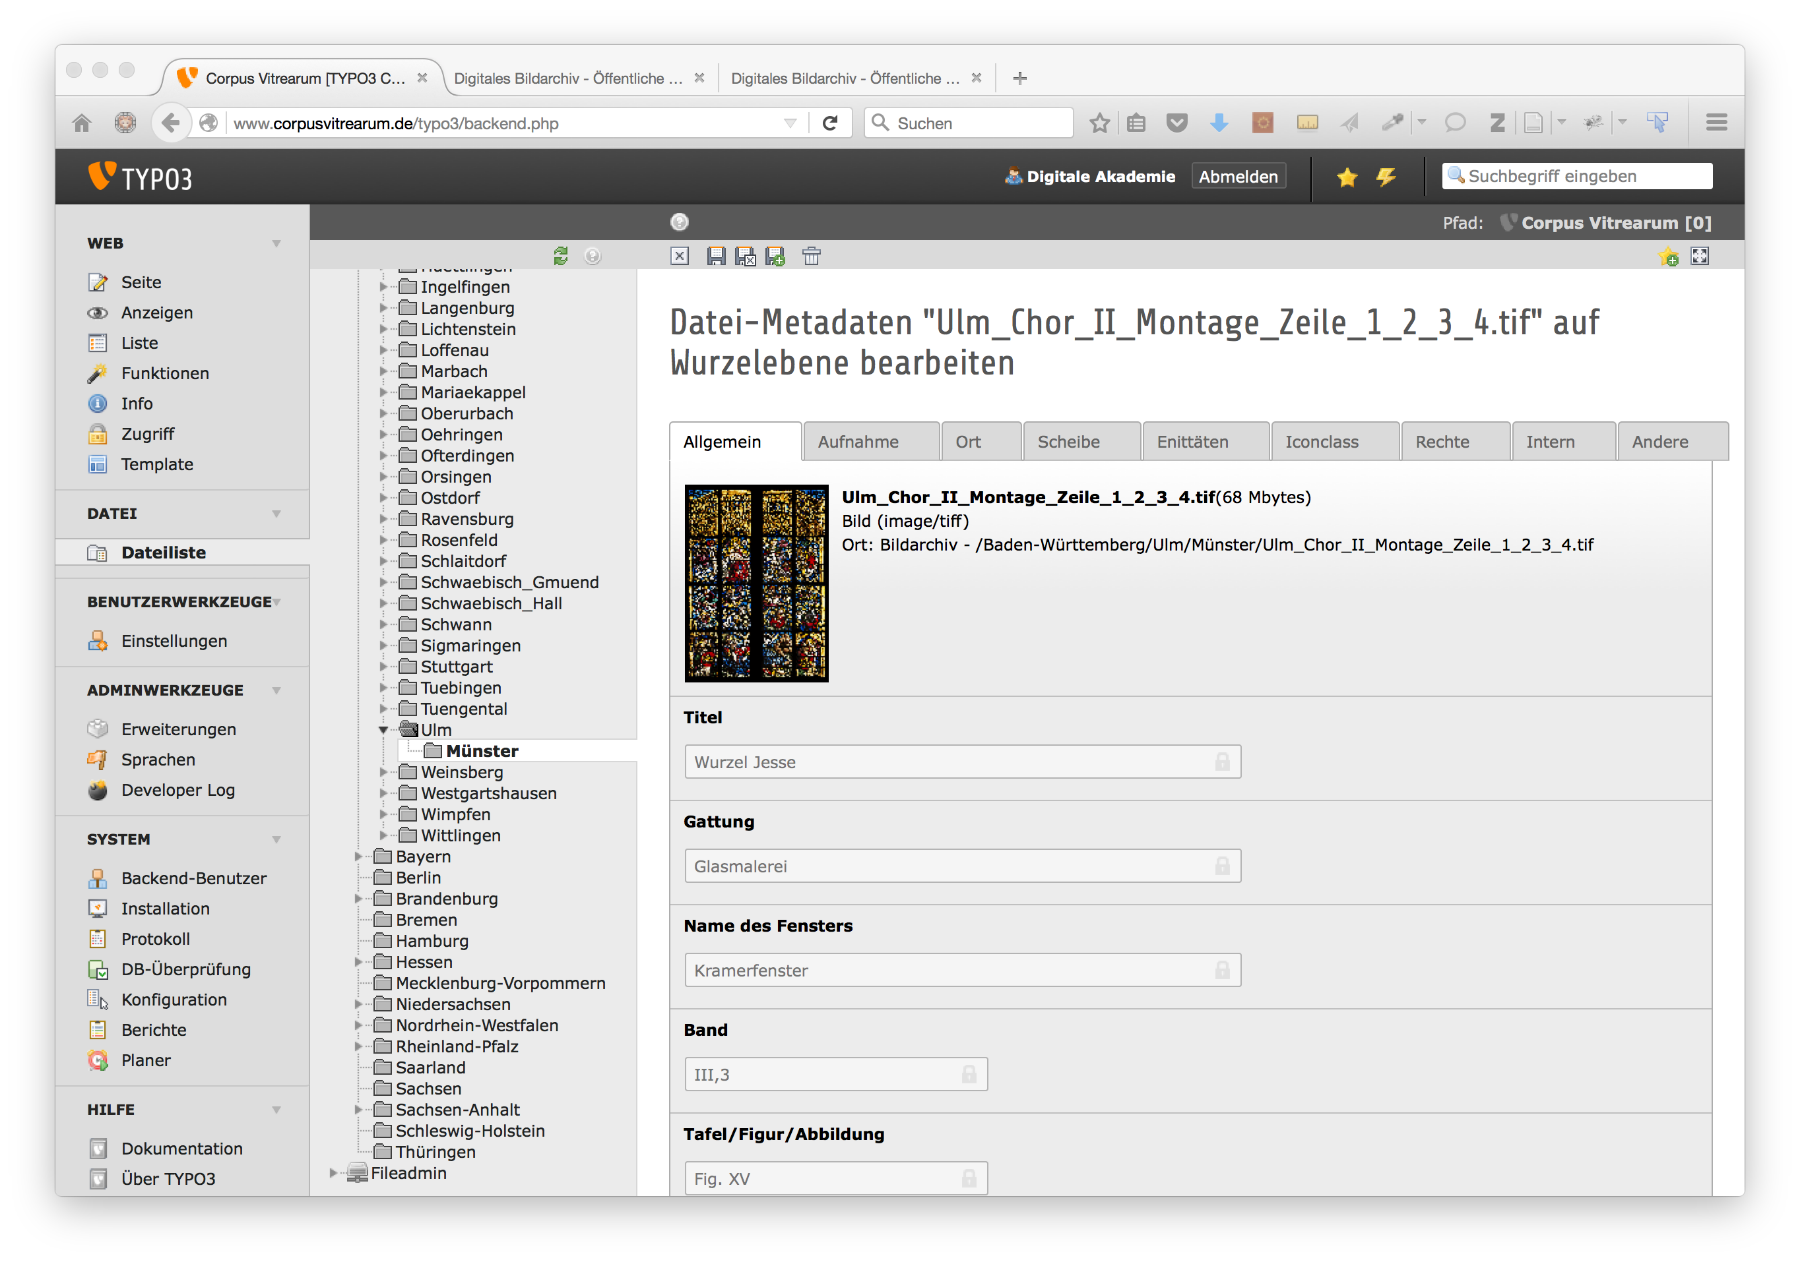 Corpus Vitrearum [TYPO3 C...
Digitales Bildarchiv - Öffentliche ...
Digitales Bildarchiv - Öffentliche ...
www.corpusvitrearum.de/typo3/backend.php
Suchen
TYPO3
Digitale Akademie
Abmelden
Suchbegriff eingeben
Pfad: Corpus Vitrearum [0]
WEB
Seite
Anzeigen
Liste
Funktionen
Info
Zugriff
Template
DATEI
Dateiliste
BENUTZERWERKZEUGE
Einstellungen
ADMINWERKZEUGE
Erweiterungen
Sprachen
Developer Log
SYSTEM
Backend-Benutzer
Installation
Protokoll
DB-Überprüfung
Konfiguration
Berichte
Planer
HILFE
Dokumentation
Über TYPO3
Ingelfingen
Langenburg
Lichtenstein
Loffenau
Marbach
Mariaekappel
Oberurbach
Oehringen
Ofterdingen
Orsingen
Ostdorf
Ravensburg
Rosenfeld
Schlaitdorf
Schwaebisch_Gmuend
Schwaebisch_Hall
Schwann
Sigmaringen
Stuttgart
Tuebingen
Tuengental
Ulm
Münster
Weinsberg
Westgartshausen
Wimpfen
Wittlingen
Bayern
Berlin
Brandenburg
Bremen
Hamburg
Hessen
Mecklenburg-Vorpommern
Niedersachsen
Nordrhein-Westfalen
Rheinland-Pfalz
Saarland
Sachsen
Sachsen-Anhalt
Schleswig-Holstein
Thüringen
Fileadmin
Datei-Metadaten "Ulm_Chor_II_Montage_Zeile_1_2_3_4.tif" auf
Wurzelebene bearbeiten
Allgemein
Aufnahme
Ort
Scheibe
Enittäten
Iconclass
Rechte
Intern
Andere
Ulm_Chor_II_Montage_Zeile_1_2_3_4.tif(68 Mbytes)
Bild (image/tiff)
Ort: Bildarchiv - /Baden-Württemberg/Ulm/Münster/Ulm_Chor_II_Montage_Zeile_1_2_3_4.tif
Titel
Wurzel Jesse
Gattung
Glasmalerei
Name des Fensters
Kramerfenster
Band
III,3
Tafel/Figur/Abbildung
Fig. XV